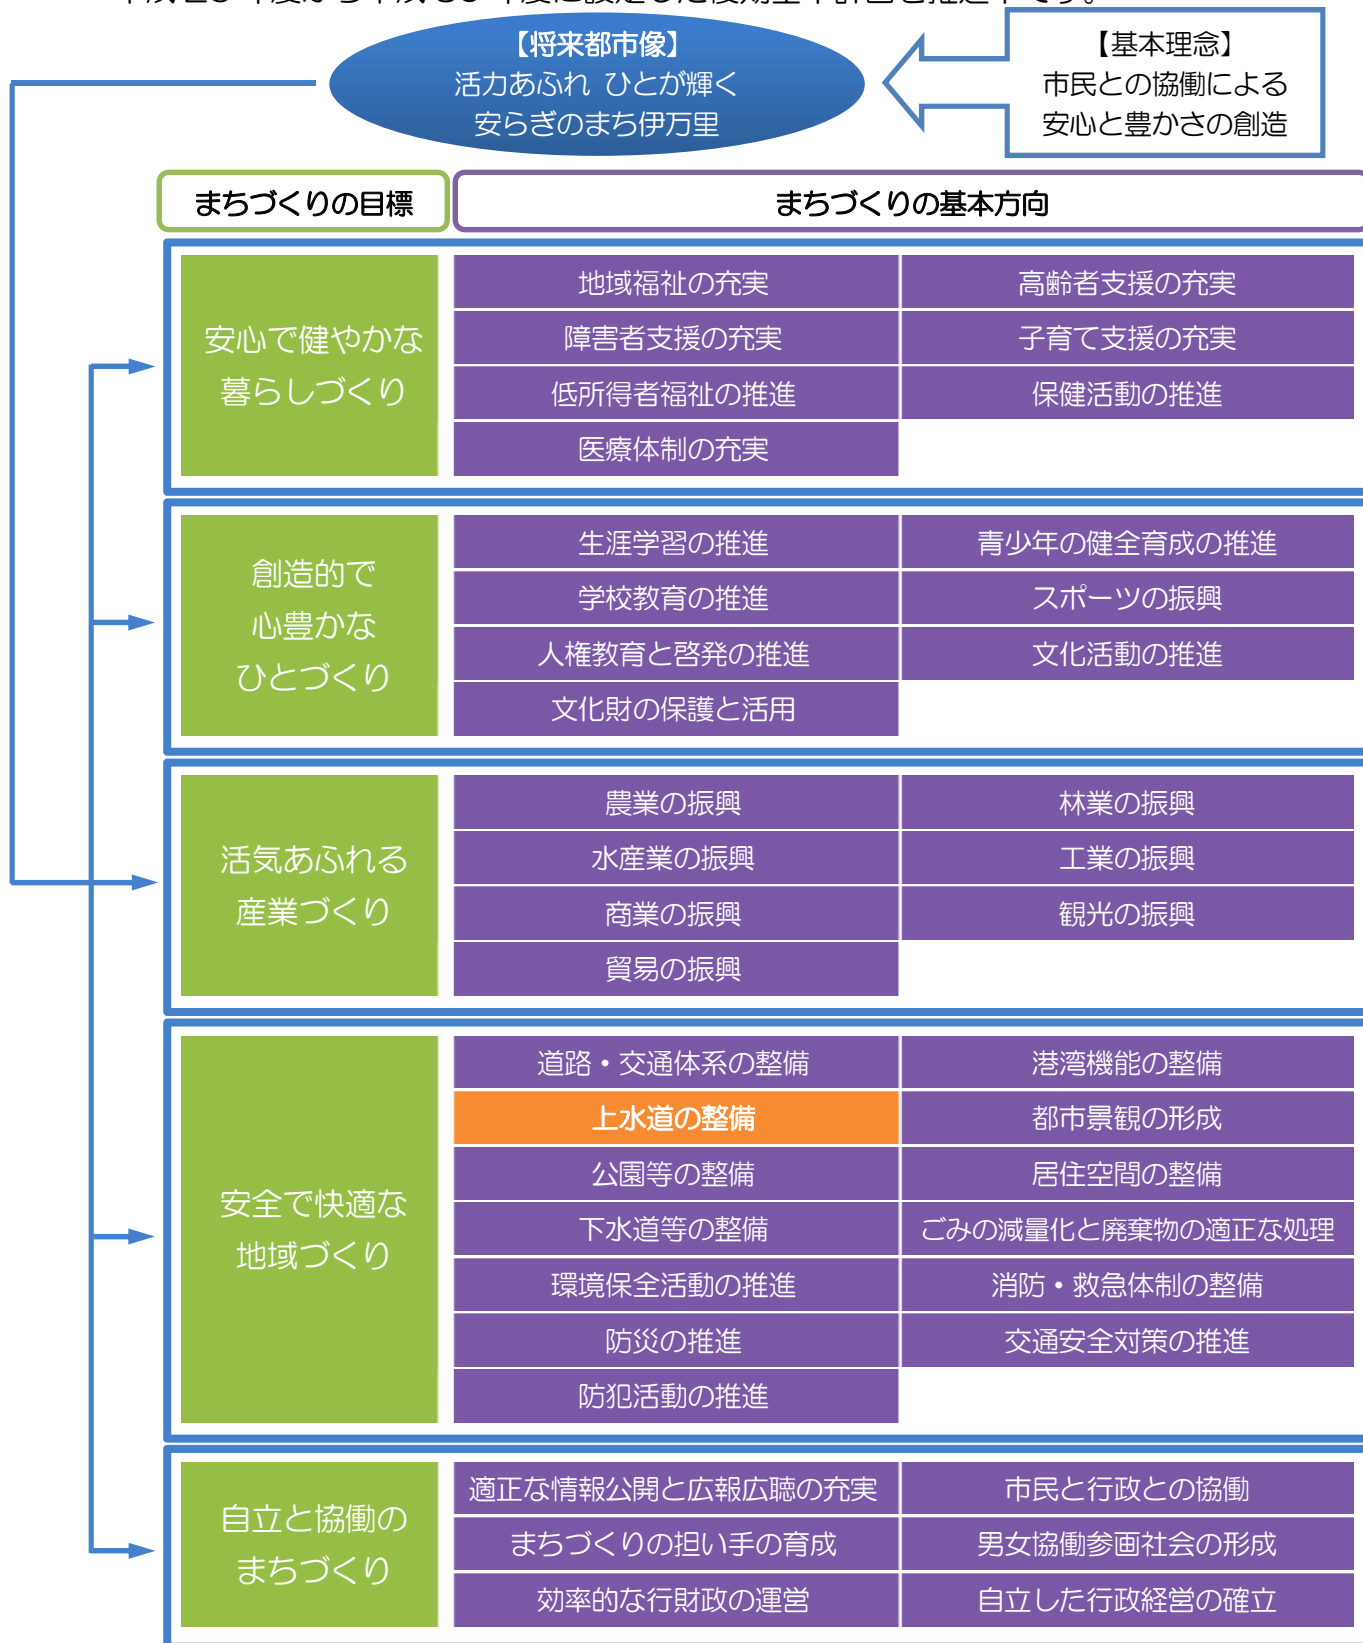 【将来都市像】
活力あふれ ひとが輝く
安らぎのまち伊万里
【基本理念】
市民との協働による
安心と豊かさの創造
まちづくりの目標
まちづくりの基本方向
安心で健やかな
暮らしづくり
地域福祉の充実
高齢者支援の充実
障害者支援の充実
子育て支援の充実
低所得者福祉の推進
保健活動の推進
医療体制の充実
創造的で
心豊かな
ひとづくり
生涯学習の推進
青少年の健全育成の推進
学校教育の推進
スポーツの振興
人権教育と啓発の推進
文化活動の推進
文化財の保護と活用
活気あふれる
産業づくり
農業の振興
林業の振興
水産業の振興
工業の振興
商業の振興
観光の振興
貿易の振興
安全で快適な
地域づくり
道路・交通体系の整備
港湾機能の整備
上水道の整備
都市景観の形成
公園等の整備
居住空間の整備
下水道等の整備
ごみの減量化と廃棄物の適正な処理
環境保全活動の推進
消防・救急体制の整備
防災の推進
交通安全対策の推進
防犯活動の推進
自立と協働の
まちづくり
適正な情報公開と広報広聴の充実
市民と行政との協働
まちづくりの担い手の育成
男女協働参画社会の形成
効率的な行財政の運営
自立した行政経営の確立